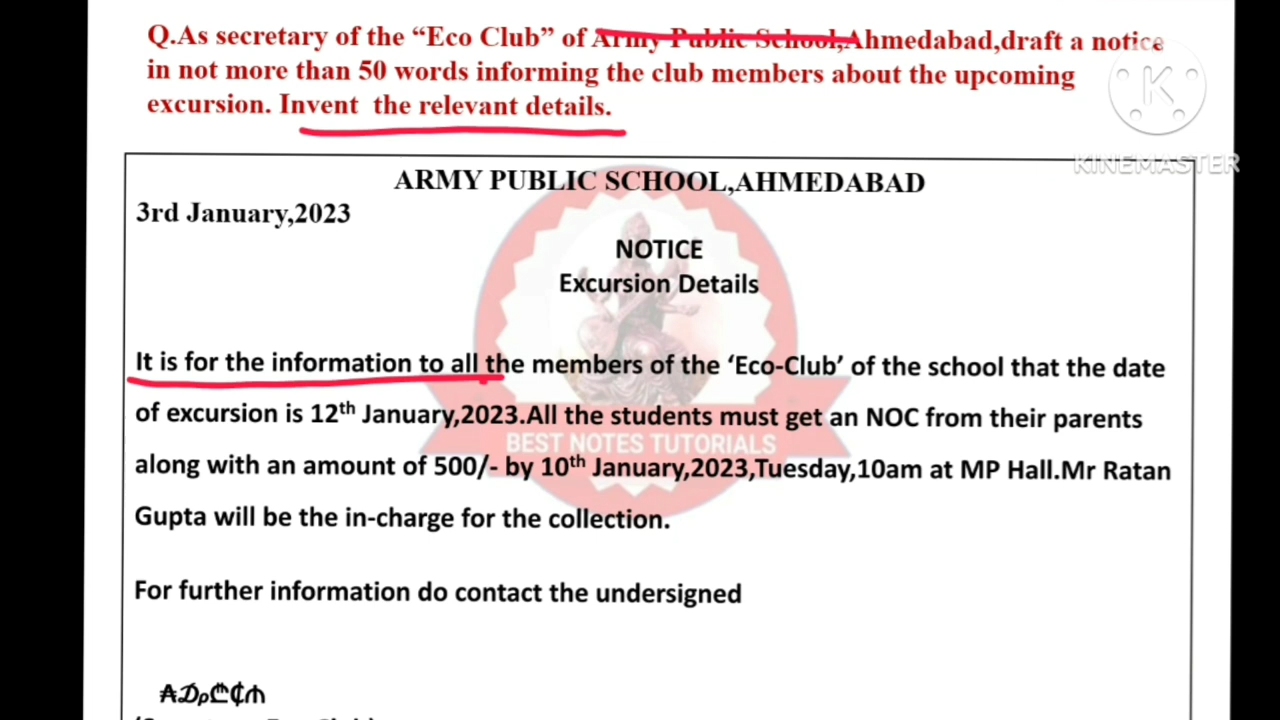 Q.As secretary of the “Eco Club” of Army Public School,Ahmedabad,draft a notice
in not more than 50 words informing the club members about the upcoming
excursion. Invent the relevant details.
K
KINEMASTER
ARMY PUBLIC SCHOOL,AHMEDABAD
3rd January,2023
NOTICE
Excursion Details
It is for the information to all the members of the ‘Eco-Club’ of the school that the date
of excursion is 12th January,2023.All the students must get an NOC from their parents
BEST NOTES TUTORIALS
along with an amount of 500/- by 10th January,2023,Tuesday,10am at MP Hall.Mr Ratan
Gupta will be the in-charge for the collection.
For further information do contact the undersigned